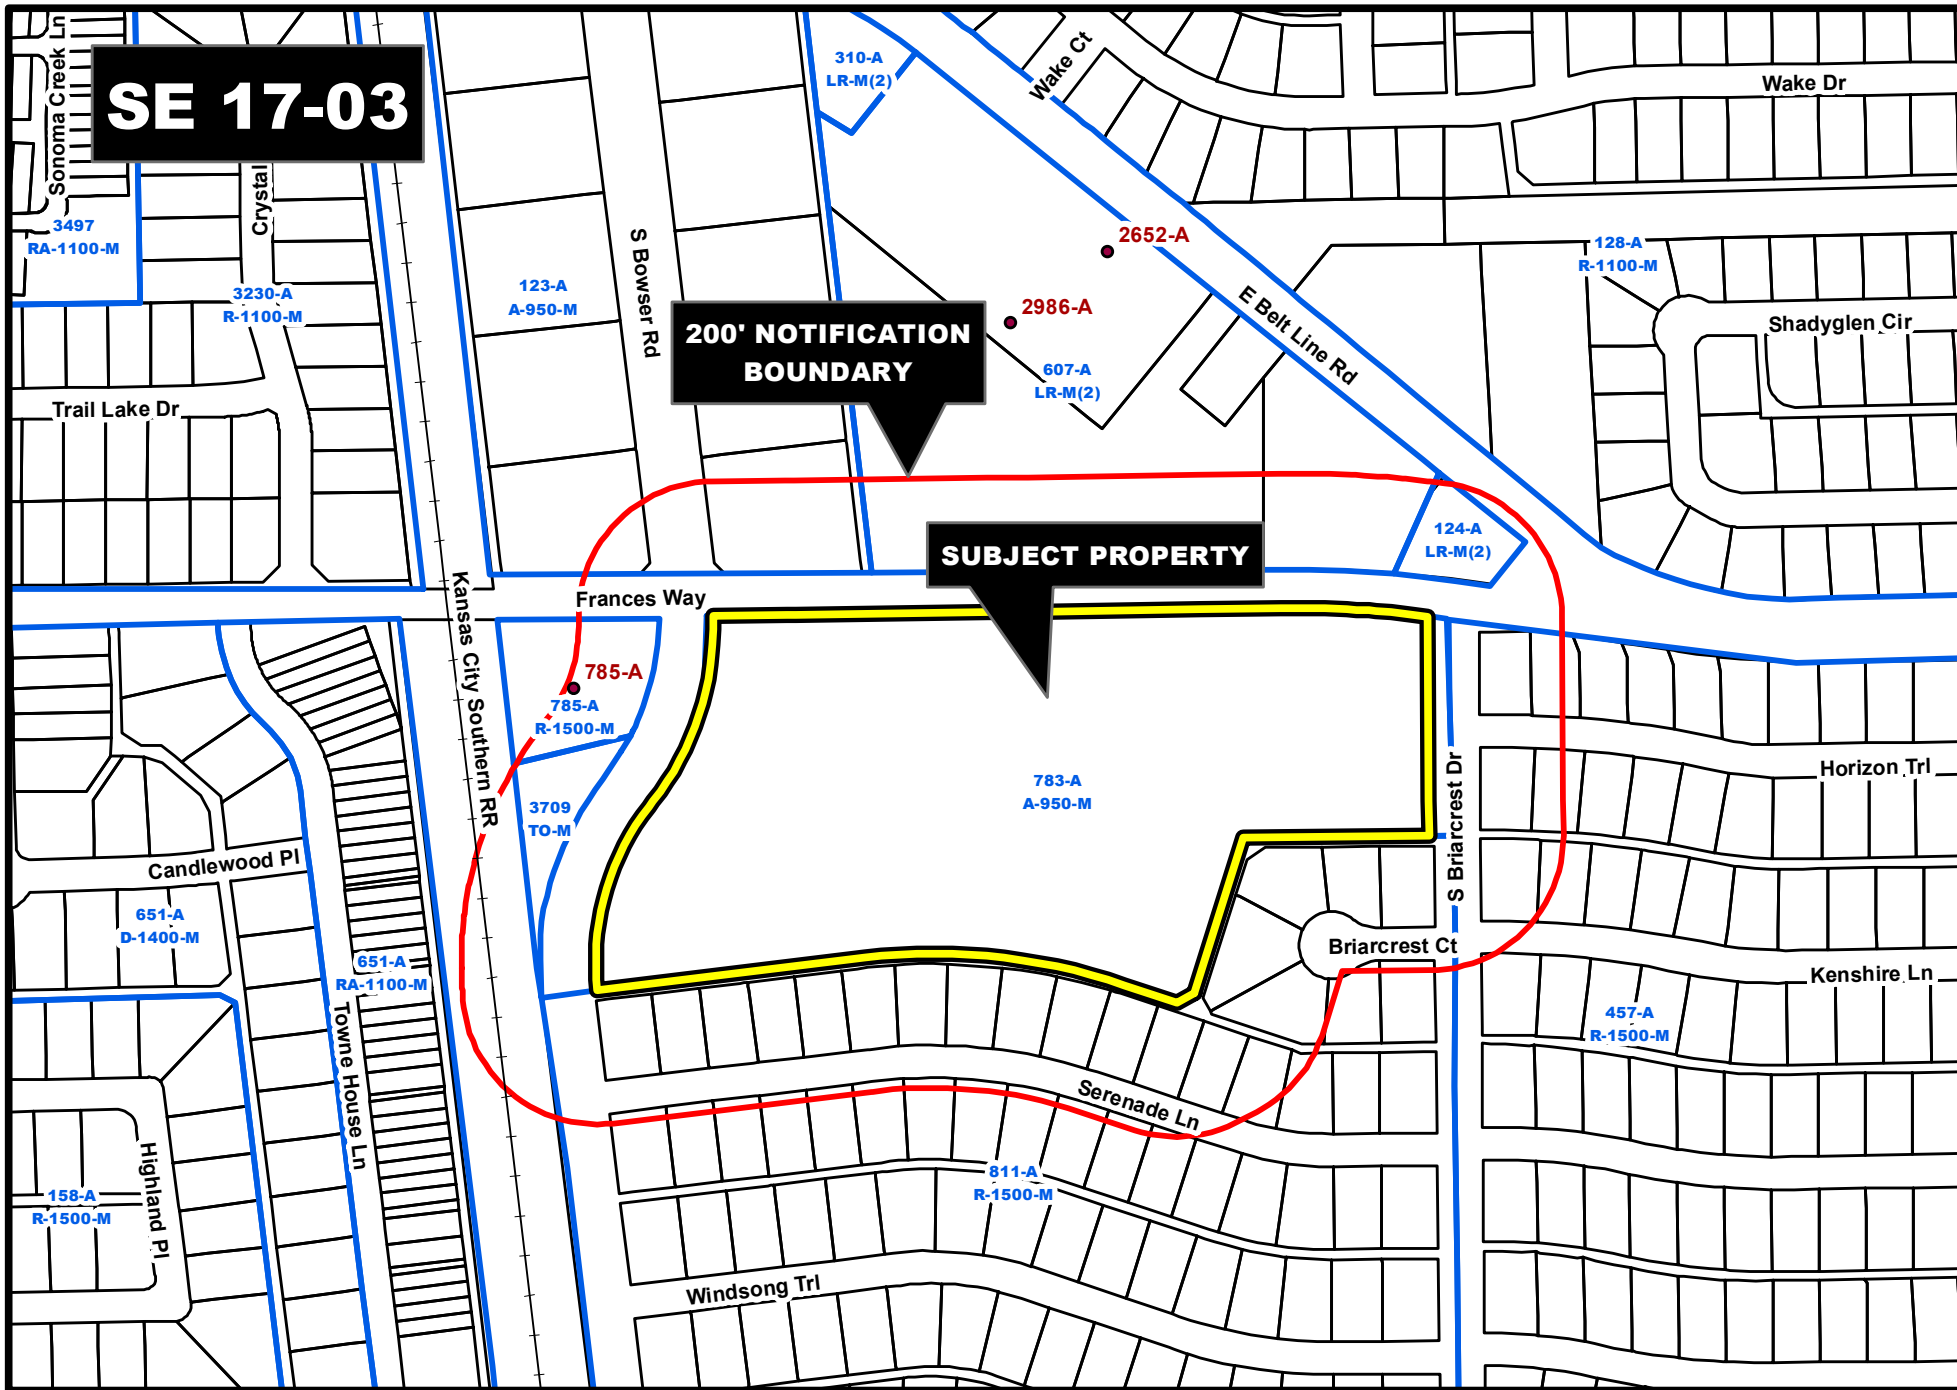 Sonoma Creek Ln
SE 17-03
310-A
LR-M(2)
Wake Ct
Wake Dr
3497
RA-1100-M
Crystal
3230-A
R-1100-M
123-A
A-950-M
S Bowser Rd
2652-A
128-A
R-1100-M
2986-A
E Belt Line Rd
Shadyglen Cir
200' NOTIFICATION
BOUNDARY
607-A
LR-M(2)
Trail Lake Dr
124-A
LR-M(2)
SUBJECT PROPERTY
Frances Way
Kansas City Southern RR
785-A
785-A
R-1500-M
783-A
A-950-M
S Briarcrest Dr
Horizon Trl
3709
TO-M
Candlewood Pl
651-A
D-1400-M
651-A
RA-1100-M
Briarcrest Ct
Kenshire Ln
457-A
R-1500-M
Towne House Ln
Serenade Ln
Highland Pl
811-A
R-1500-M
158-A
R-1500-M
Windsong Trl